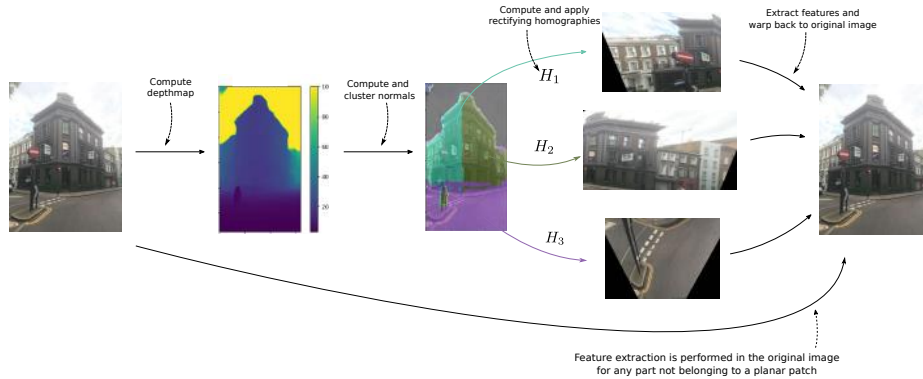 Compute and apply
rectifying homographies
Extract features and
warp back to original image
Compute
depthmap
Compute and
cluster normals
H1
H2
H3
80
60
40
20
Feature extraction is performed in the original image
for any part not belonging to a planar patch